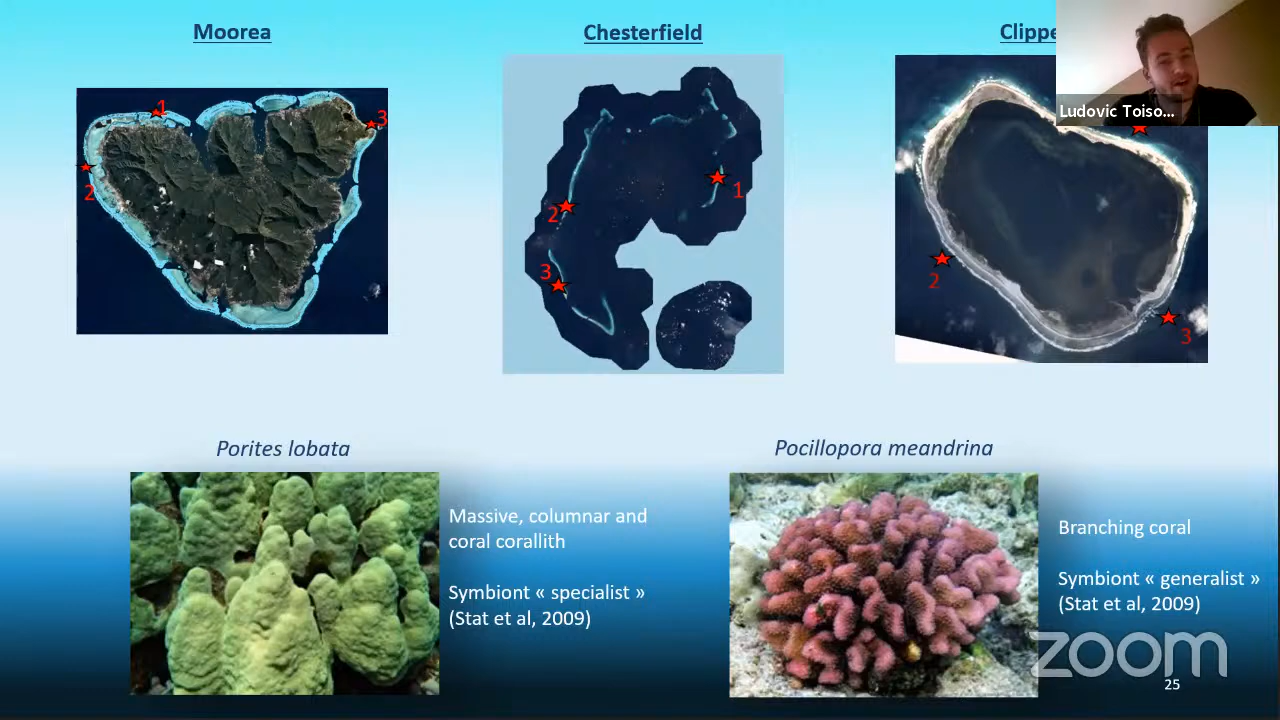 Moorea
Chesterfield
Clippe
Ludovic Toiso...
1
2
3
1
2
3
2
3
Porites lobata
Pocillopora meandrina
Massive, columnar and
coral corallith
Symbiont « specialist »
(Stat et al, 2009)
Branching coral
Symbiont « generalist »
(Stat et al, 2009)
zoom
25